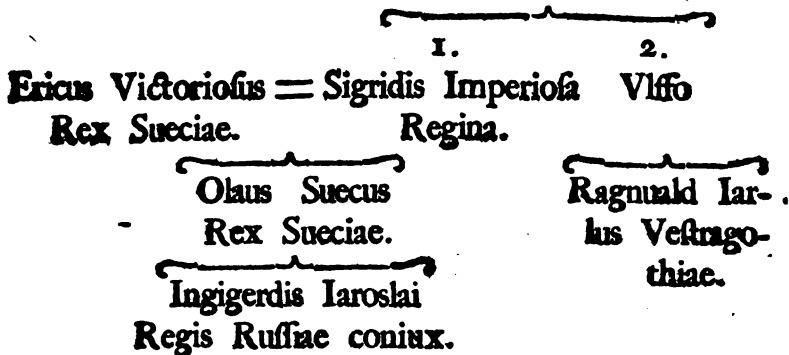 1. 2.
Ericus Victorioſus = Sigridis Imperioſa Vlffo
Rex Sueciae. Regina.
Olaus Suecus Ragnuald Iar-
Rex Sueciae. lus Veſtrago-
thiae.
Ingigerdis Iaroslai
Regis Ruſſiae coniux.